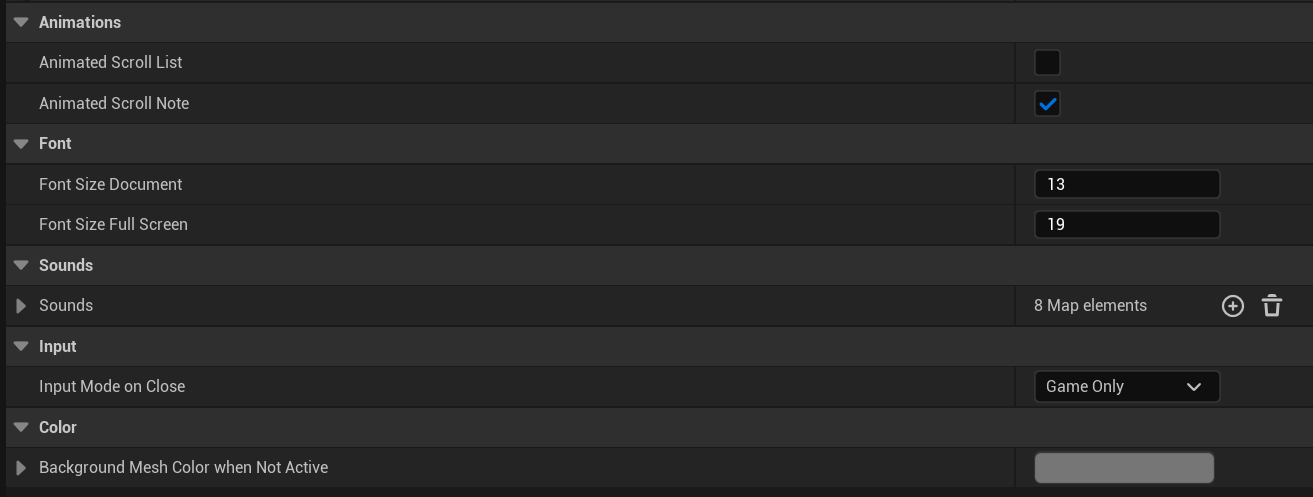 Animations
Animated Scroll List
Animated Scroll Note
Font
Font Size Document 13
Font Size Full Screen 19
Sounds
Sounds 8 Map elements
Input
Input Mode on Close Game Only
Color
Background Mesh Color when Not Active